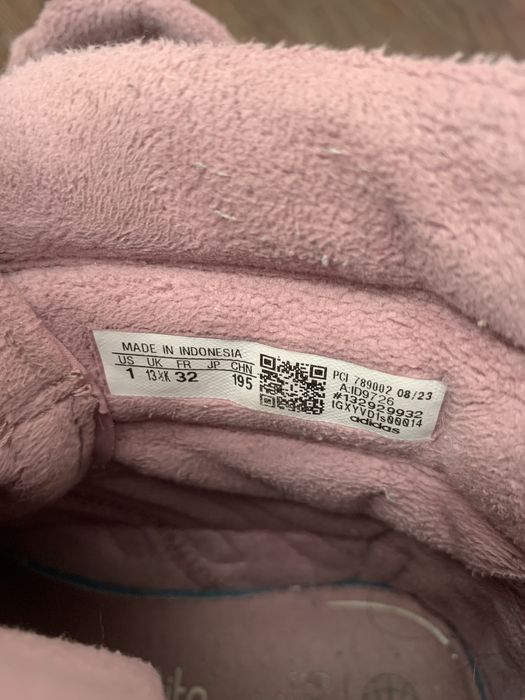 MADE IN INDONESIA
US UK FR JP CHN
1 13½K 32 195
PCI 789002 08/23
A:ID9726
#132929932
1GXYVDTs00014
adidas